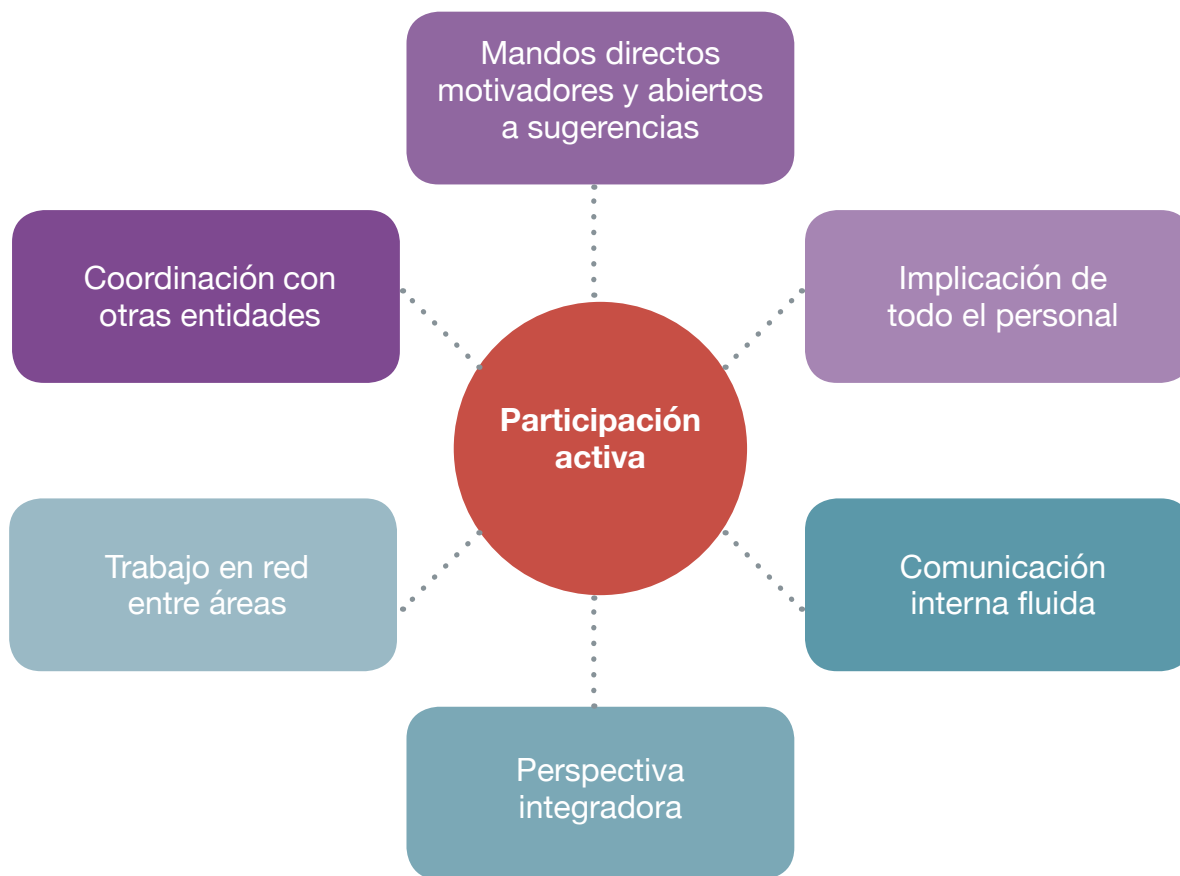 Mandos directos
motivadores y abiertos
a sugerencias
Coordinación con
otras entidades
Implicación de
todo el personal
Participación
activa
Trabajo en red
entre áreas
Comunicación
interna fluida
Perspectiva
integradora